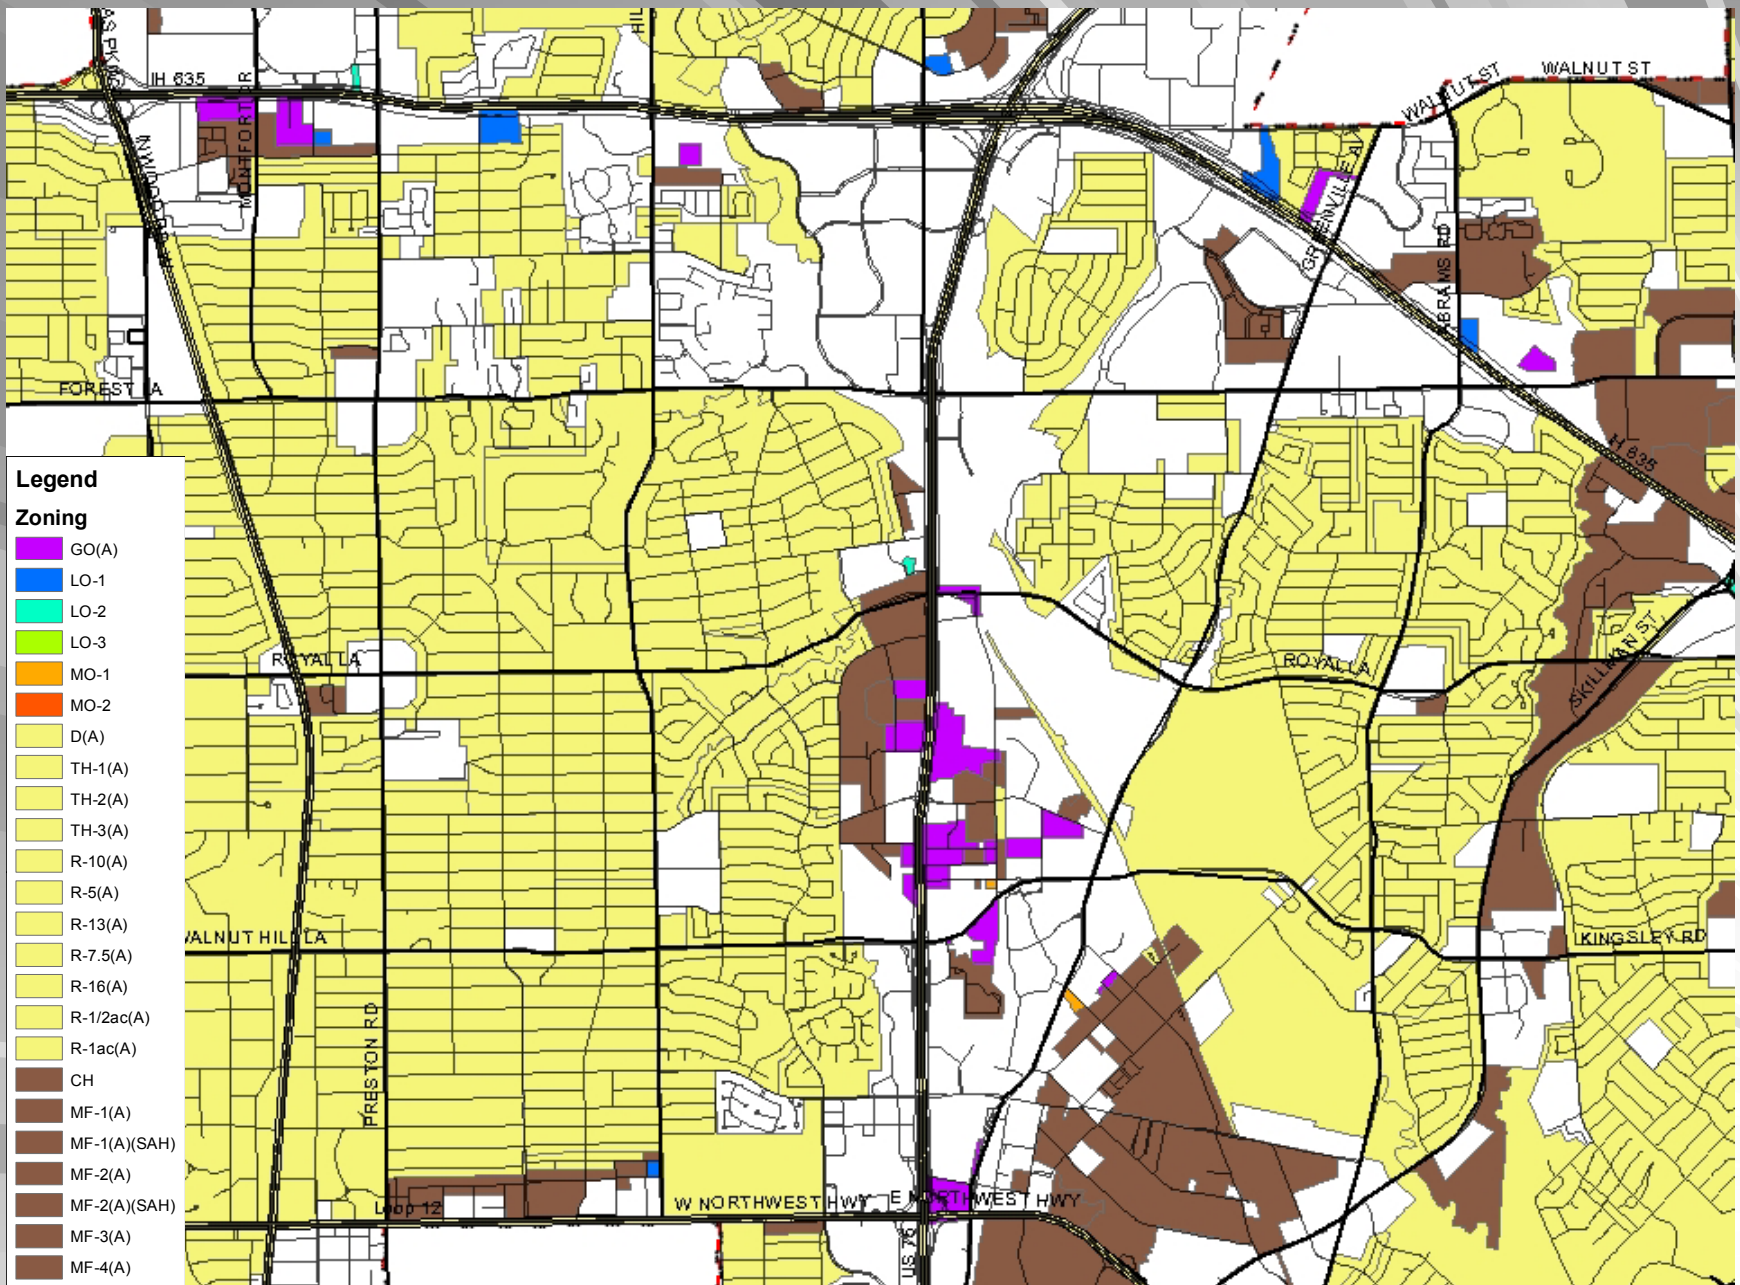 IH 635
WALNUT ST
WALNUT ST
MONTFORT DR
GREENVILLE AV
ABRAMS RD
FOREST LA
IH 635
Legend
Zoning
GO(A)
LO-1
LO-2
LO-3
MO-1
MO-2
D(A)
TH-1(A)
TH-2(A)
TH-3(A)
R-10(A)
R-5(A)
R-13(A)
R-7.5(A)
R-16(A)
R-1/2ac(A)
R-1ac(A)
CH
MF-1(A)
MF-1(A)(SAH)
MF-2(A)
MF-2(A)(SAH)
MF-3(A)
MF-4(A)
ROYAL LA
ROYAL LA
SKILLMAN ST
WALNUT HILL LA
KINGSLEY RD
PRESTON RD
Loop 12
W NORTHWEST HWY
E NORTHWEST HWY
US 75